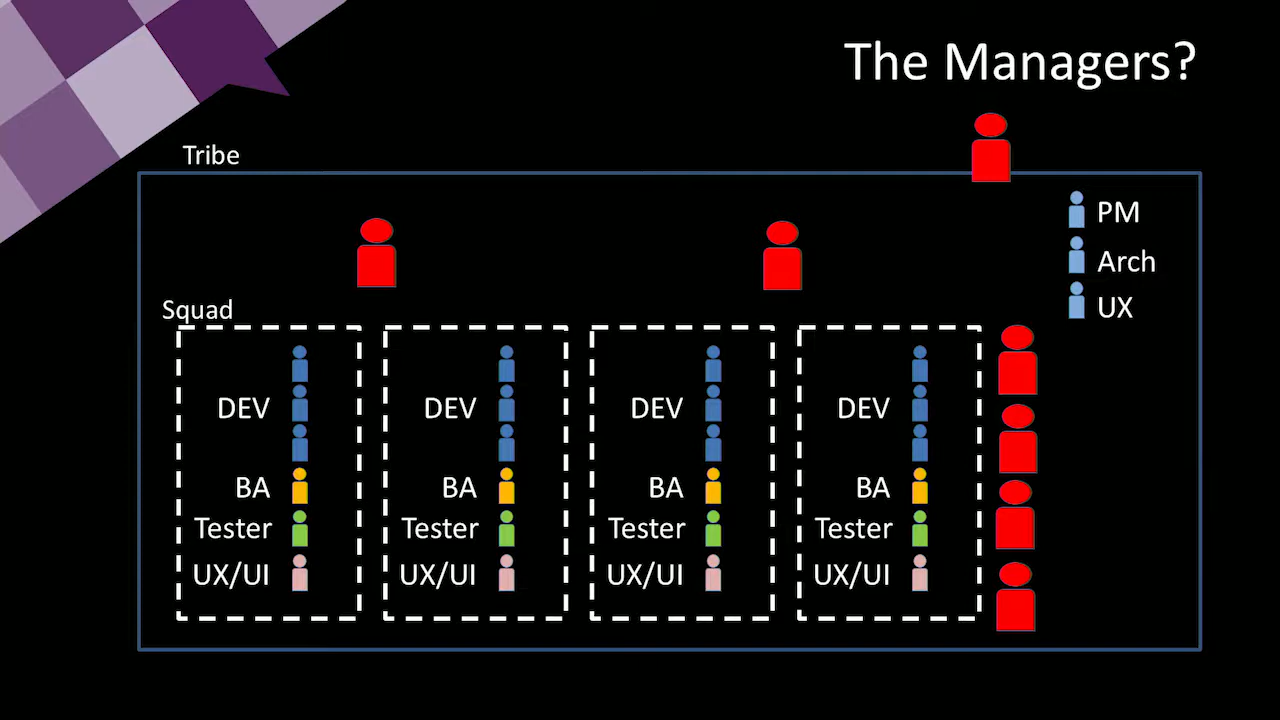 The Managers?
Tribe
PM
Arch
UX
Squad
DEV
BA
Tester
UX/UI
DEV
BA
Tester
UX/UI
DEV
BA
Tester
UX/UI
DEV
BA
Tester
UX/UI